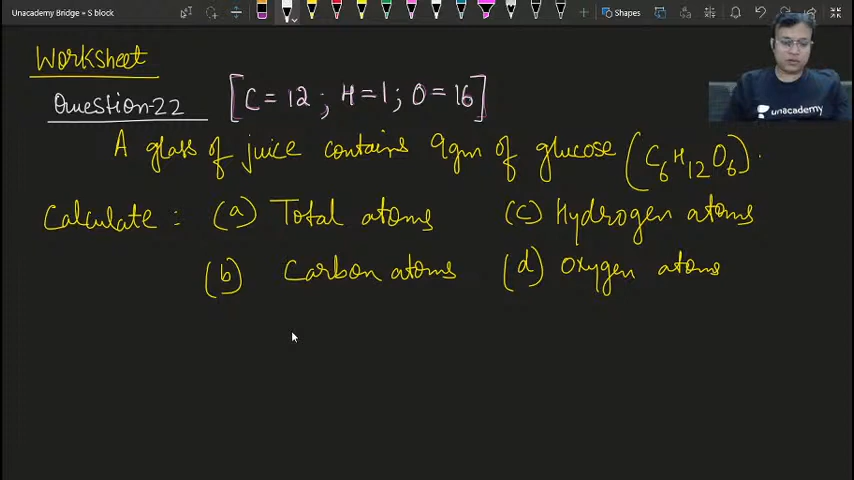 Unacademy Bridge + S block
Shapes
Worksheet
Question-22 [C = 12 ; H = 1 ; O = 16]
unacademy
A glass of juice contains 9gm of glucose (C6H12O6).
Calculate : (a) Total atoms (c) Hydrogen atoms
(b) Carbon atoms (d) Oxygen atoms